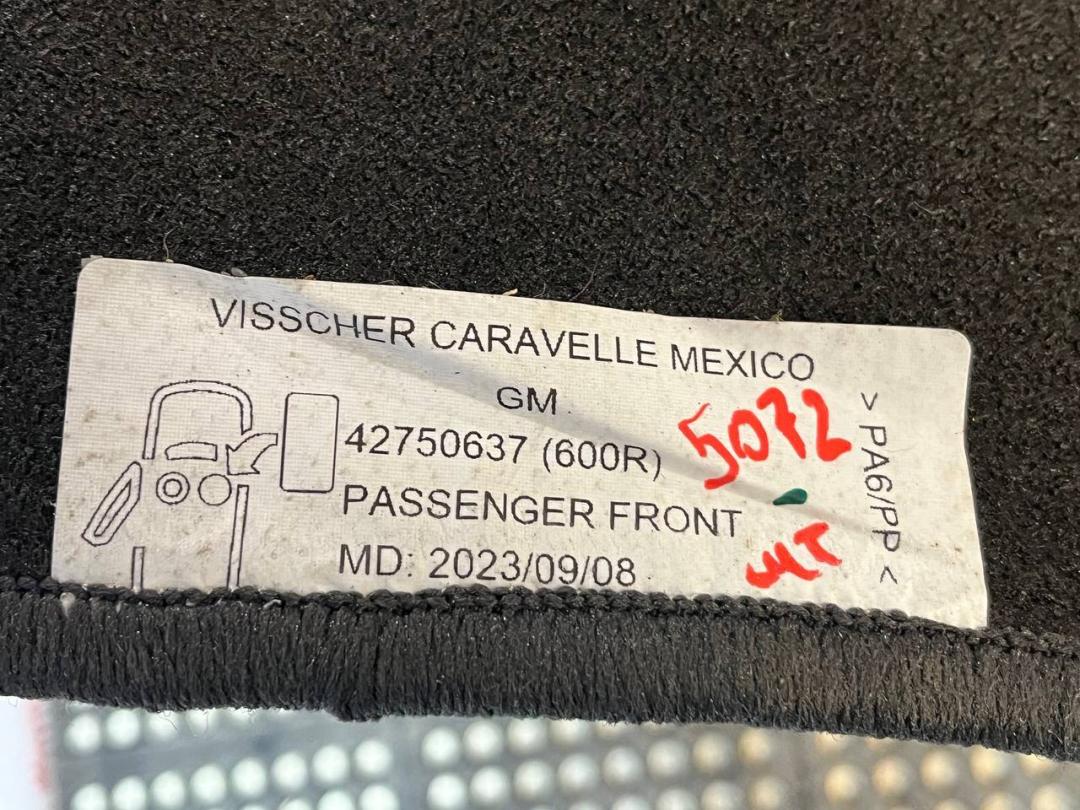 VISSCHER CARAVELLE MEXICO
GM
42750637 (600R)
5072
PASSENGER FRONT
MD: 2023/09/08
>PA6/PP<